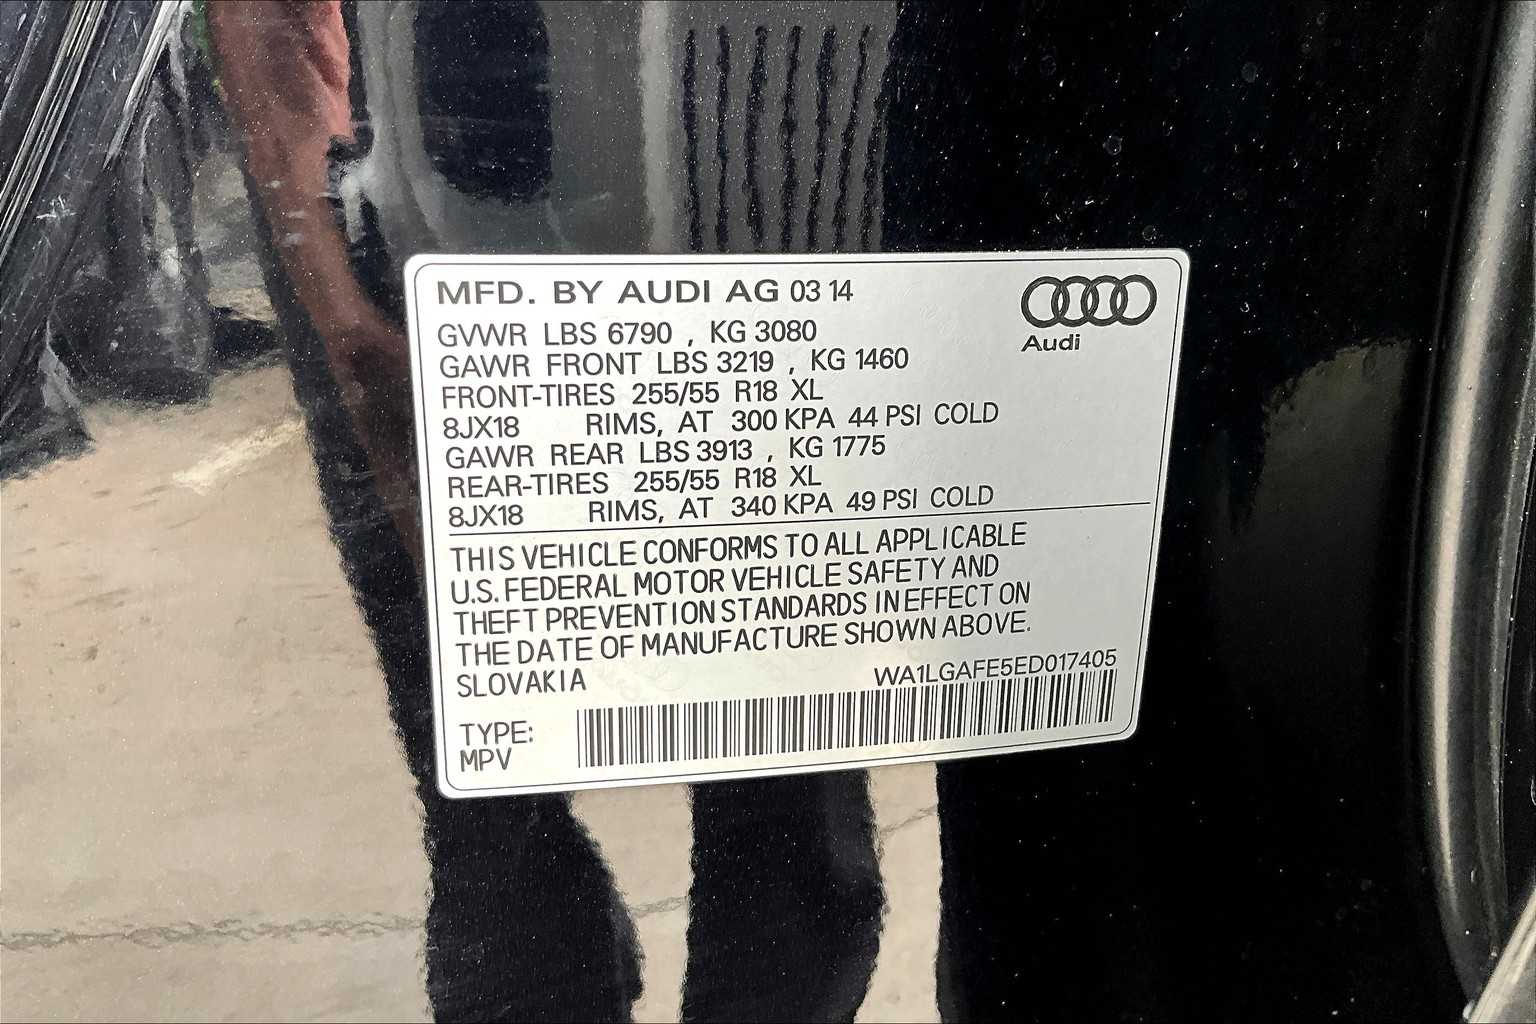 MFD. BY AUDI AG 03 14
Audi
GVWR LBS 6790 , KG 3080
GAWR FRONT LBS 3219 , KG 1460
FRONT-TIRES 255/55 R18 XL
8JX18 RIMS, AT 300 KPA 44 PSI COLD
GAWR REAR LBS 3913 , KG 1775
REAR-TIRES 255/55 R18 XL
8JX18 RIMS, AT 340 KPA 49 PSI COLD
THIS VEHICLE CONFORMS TO ALL APPLICABLE
U.S. FEDERAL MOTOR VEHICLE SAFETY AND
THEFT PREVENTION STANDARDS IN EFFECT ON
THE DATE OF MANUFACTURE SHOWN ABOVE.
SLOVAKIA WA1LGAFE5ED017405
TYPE:
MPV